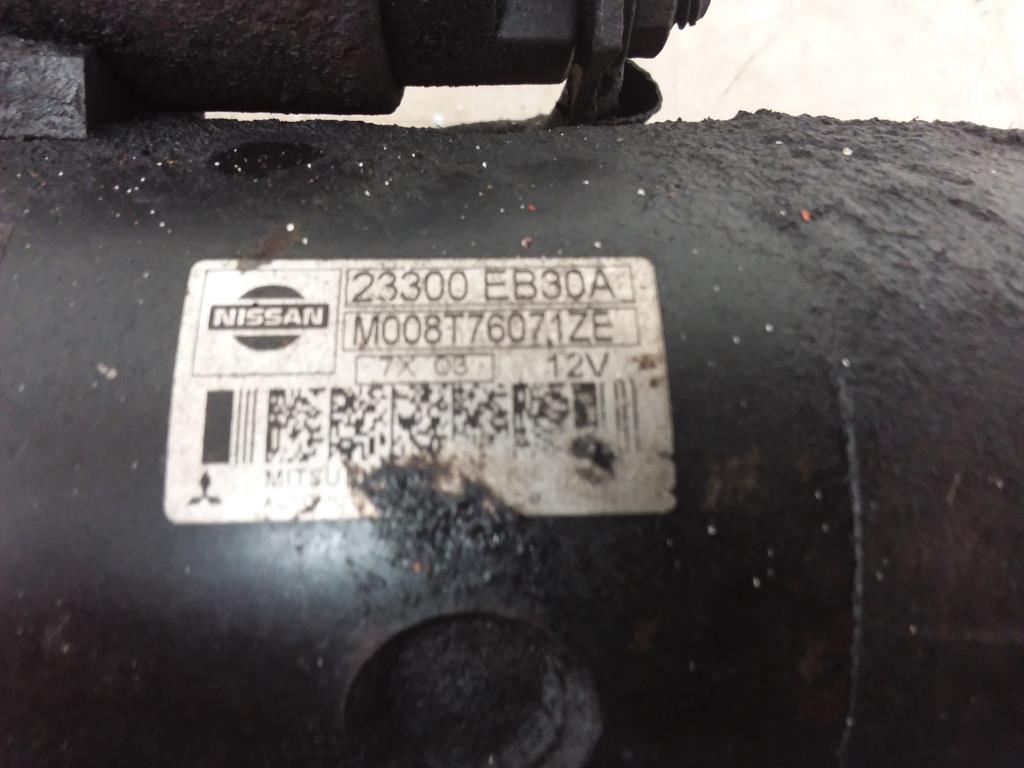 NISSAN
23300 EB30A
M008T76071ZE
7X 03 12V